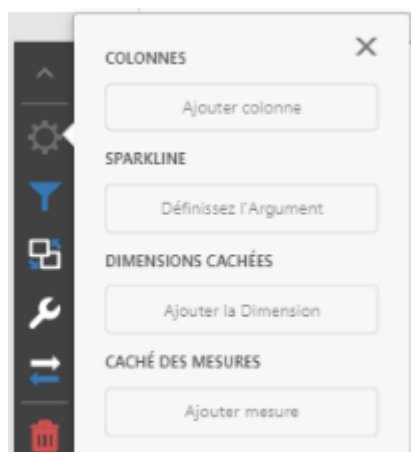 COLONNES
Ajouter colonne
SPARKLINE
Définissez l'Argument
DIMENSIONS CACHÉES
Ajouter la Dimension
CACHÉ DES MESURES
Ajouter mesure